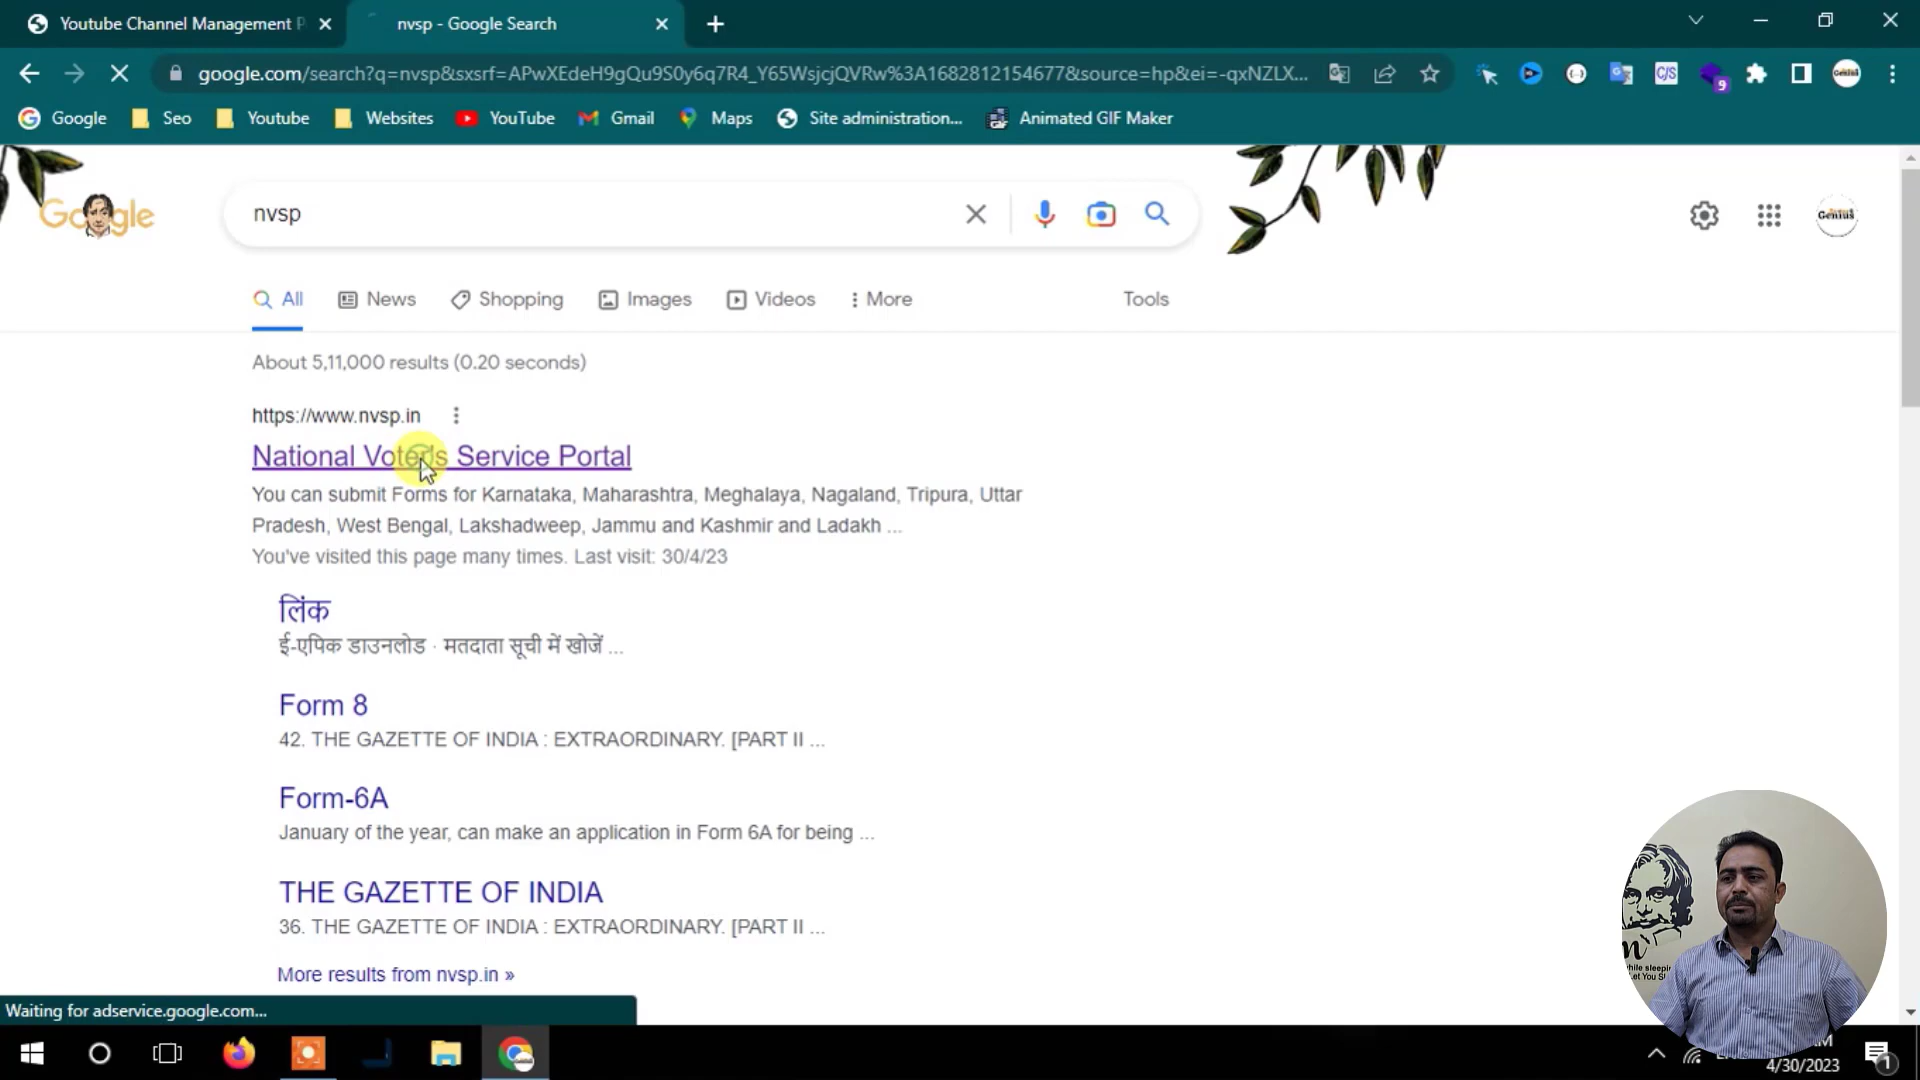 Youtube Channel Management P
nvsp - Google Search
google.com/search?q=nvsp&sxsrf=APwXEdeH9gQu9S0y6q7R4_Y65WsjcjQVRw%3A1682812154677&source=hp&ei=-qxNZLX...
9
Google Seo Youtube Websites YouTube Gmail Maps Site administration... Animated GIF Maker
Google
nvsp
Genius
All News Shopping Images Videos More Tools
About 5,11,000 results (0.20 seconds)
https://www.nvsp.in
National Voters Service Portal
You can submit Forms for Karnataka, Maharashtra, Meghalaya, Nagaland, Tripura, Uttar
Pradesh, West Bengal, Lakshadweep, Jammu and Kashmir and Ladakh ...
You've visited this page many times. Last visit: 30/4/23
लिंक
ई-एपिक डाउनलोड · मतदाता सूची में खोजें ...
Form 8
42. THE GAZETTE OF INDIA : EXTRAORDINARY. [PART II ...
Form-6A
January of the year, can make an application in Form 6A for being ...
THE GAZETTE OF INDIA
36. THE GAZETTE OF INDIA : EXTRAORDINARY. [PART II ...
More results from nvsp.in »
Waiting for adservice.google.com...
4/30/2023
1